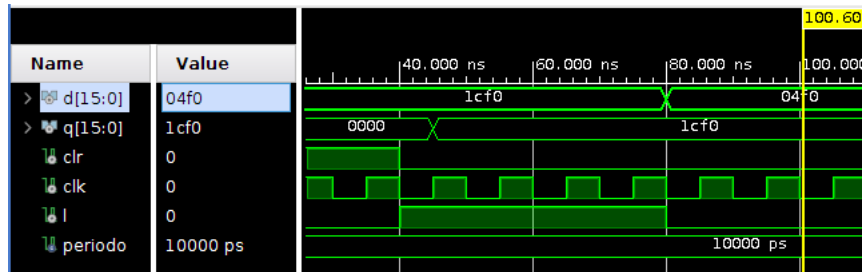 100.60
Name Value
40.000 ns 60.000 ns 80.000 ns 100.000
> d[15:0] 04f0 1cf0 04f0
> q[15:0] 1cf0 0000 1cf0
clr 0
clk 0
l 0
periodo 10000 ps 10000 ps